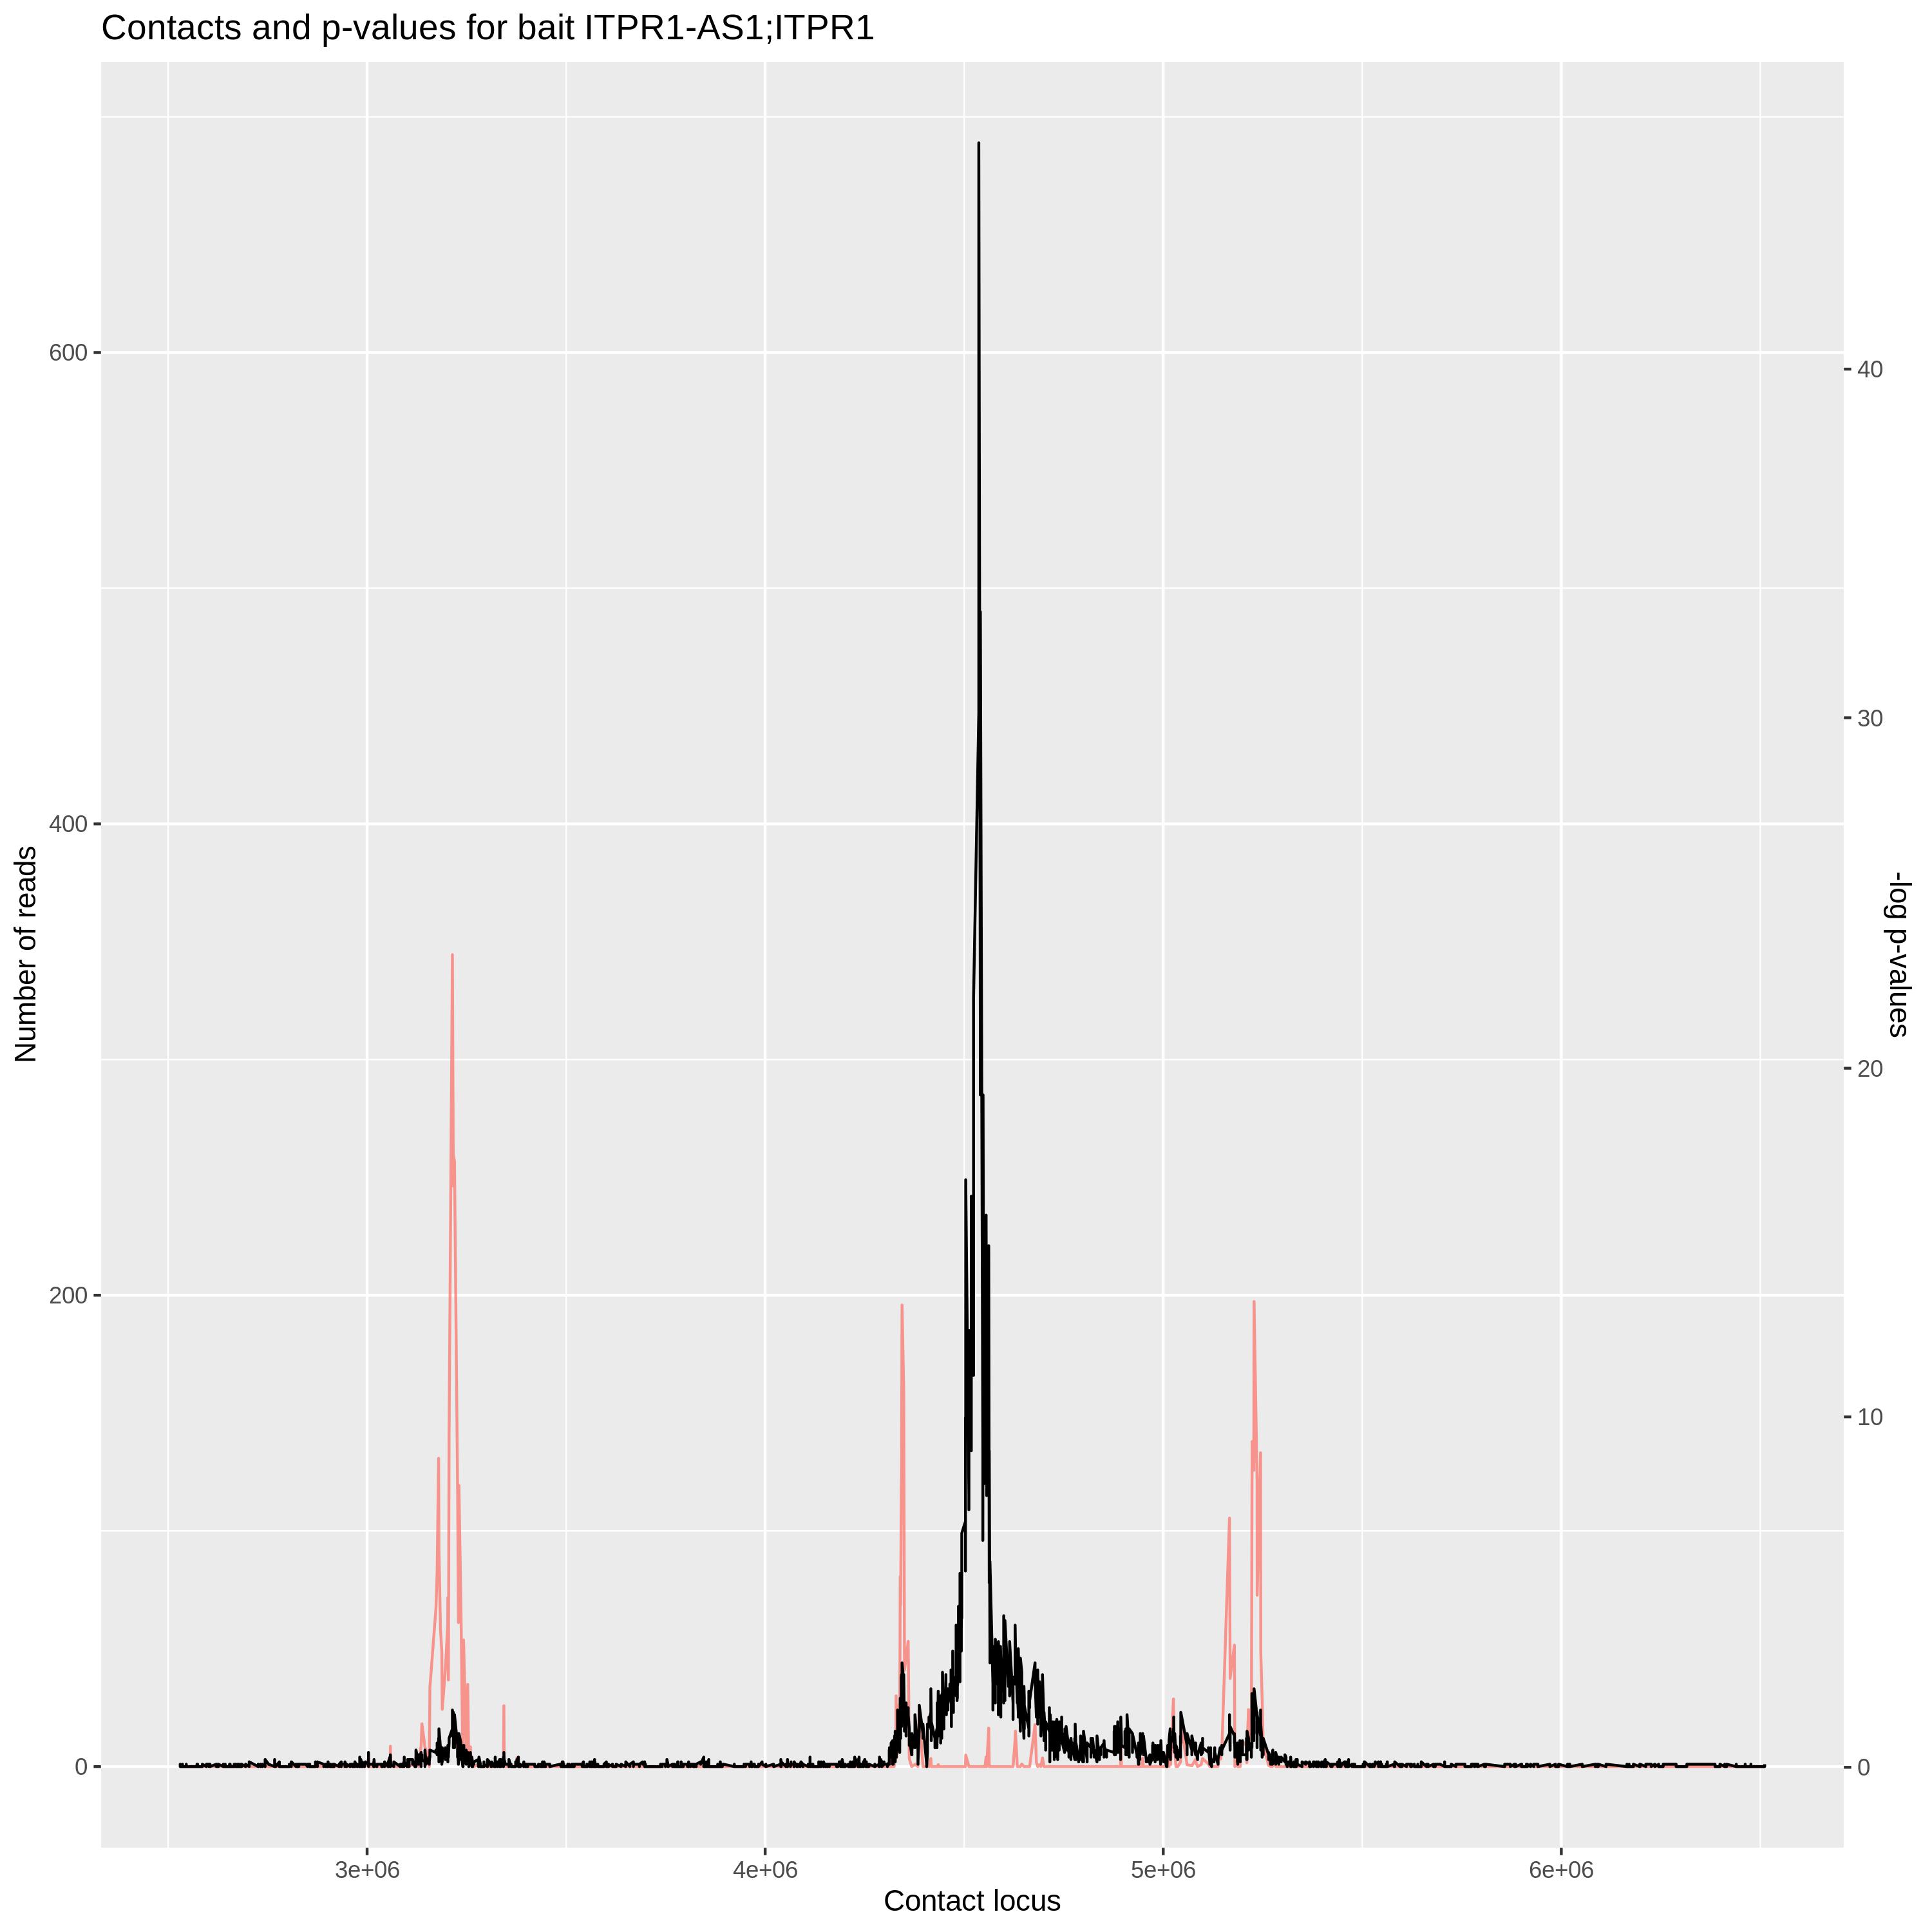 Contacts and p-values for bait ITPR1-AS1;ITPR1
600
400
200
0
Number of reads
40
30
20
10
0
-log p-values
3e+06
4e+06
5e+06
6e+06
Contact locus